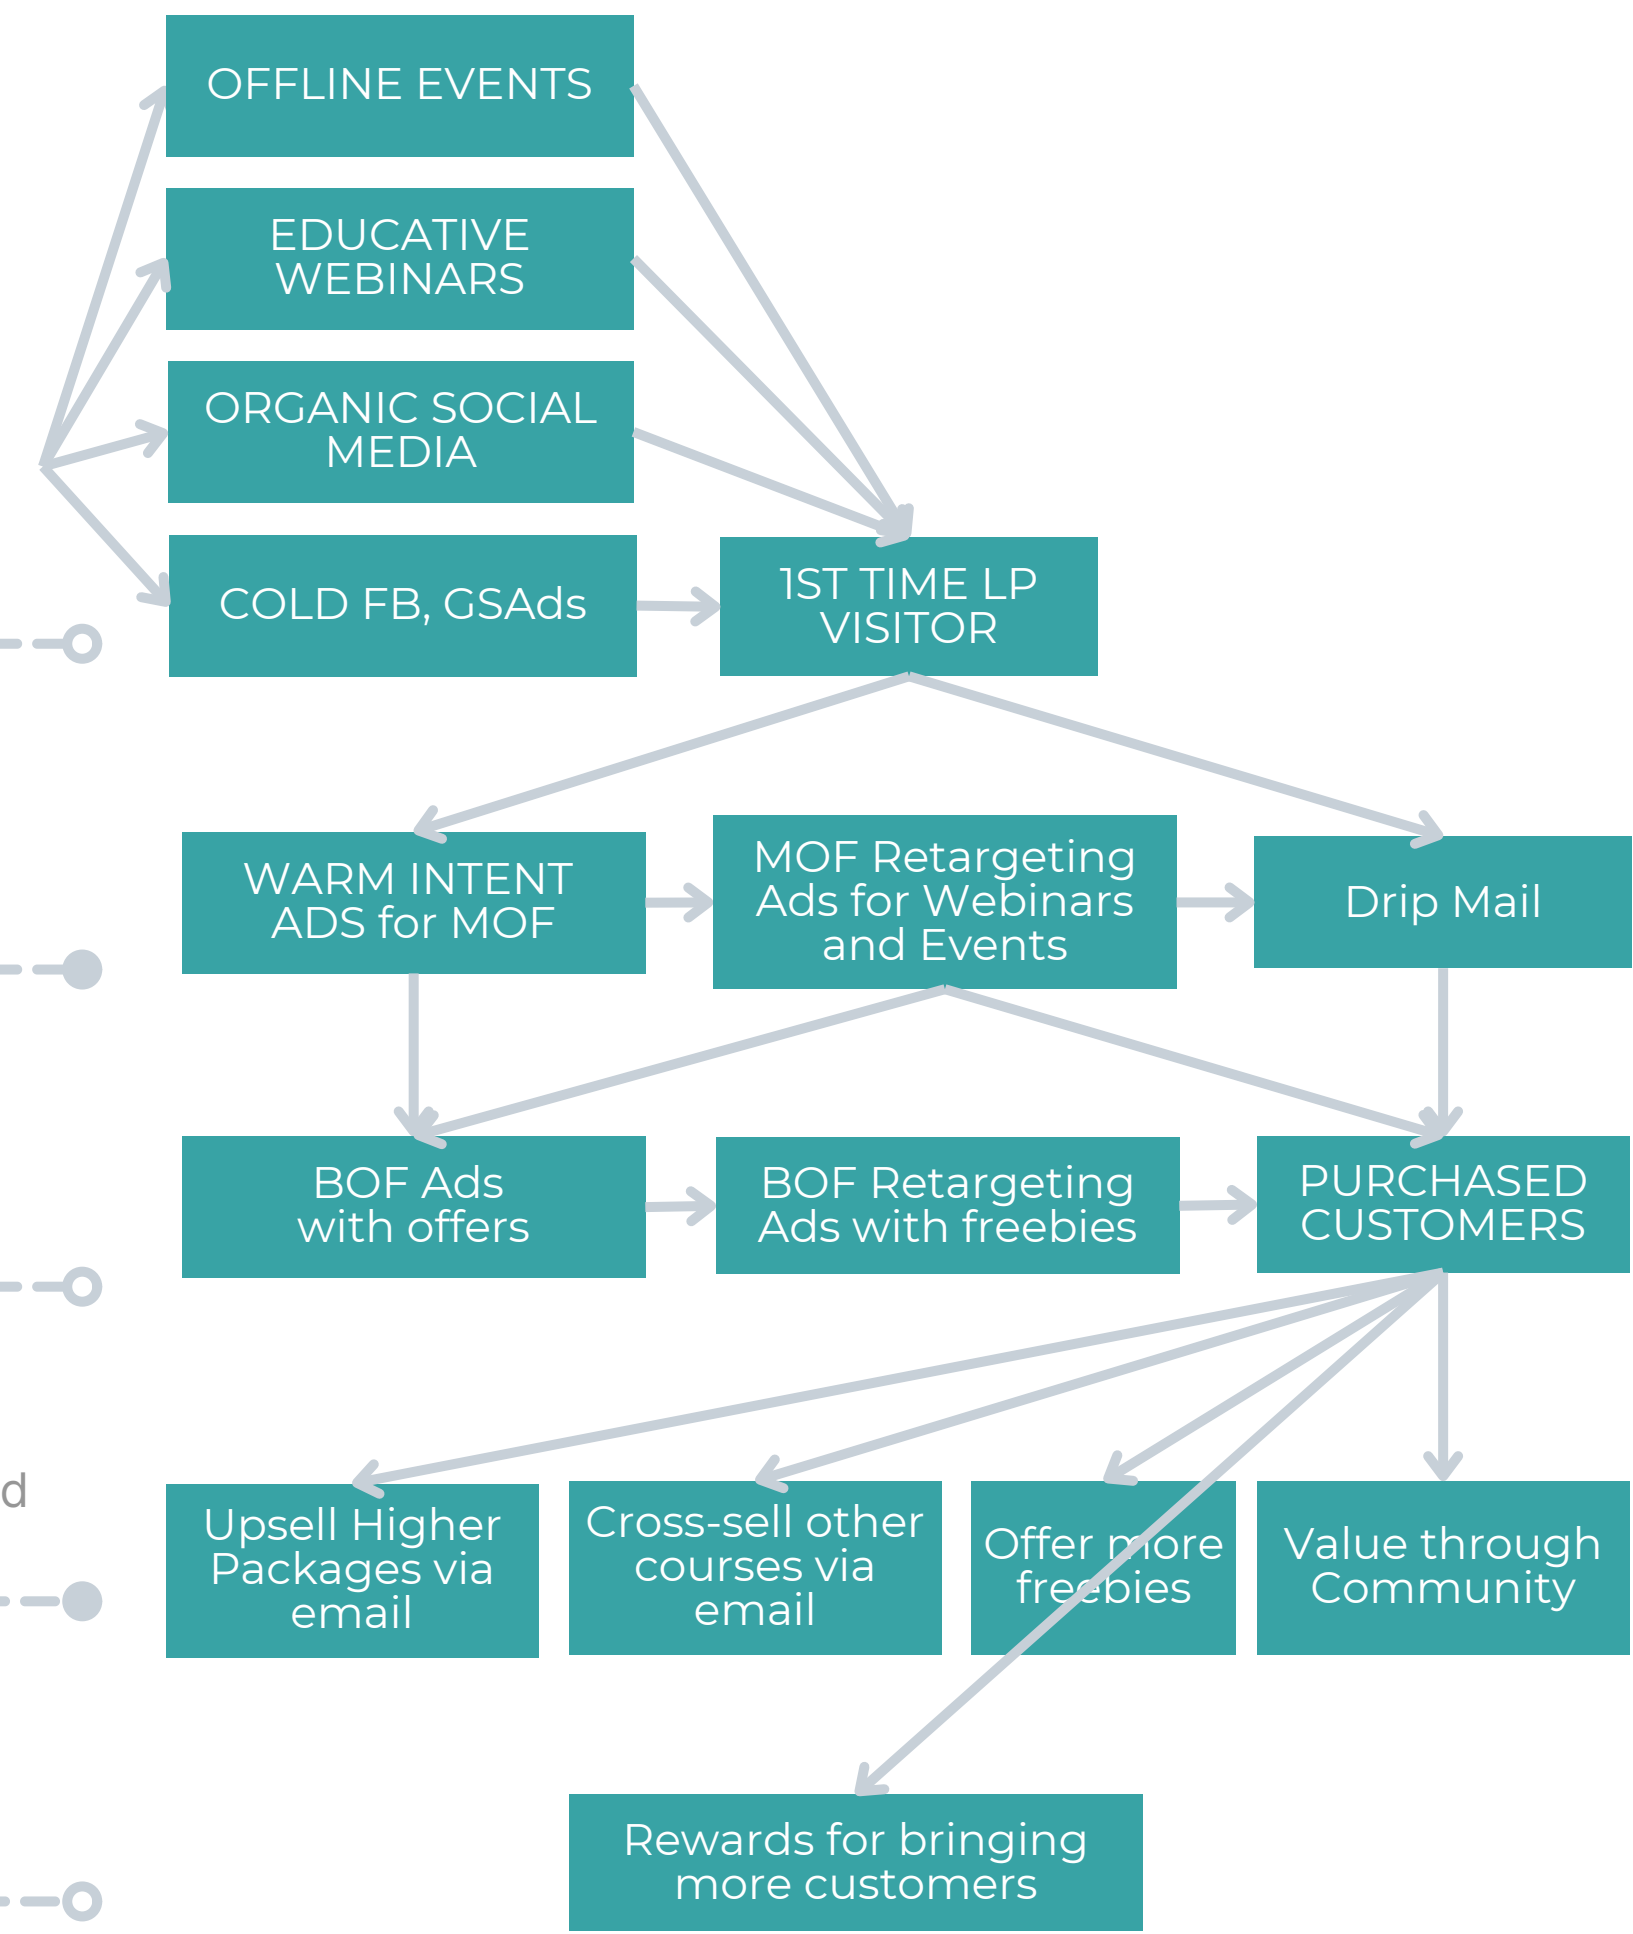 OFFLINE EVENTS
EDUCATIVE
WEBINARS
ORGANIC SOCIAL
MEDIA
COLD FB, GSAds
1ST TIME LP
VISITOR
WARM INTENT
ADS for MOF
MOF Retargeting
Ads for Webinars
and Events
Drip Mail
BOF Ads
with offers
BOF Retargeting
Ads with freebies
PURCHASED
CUSTOMERS
d
Upsell Higher
Packages via
email
Cross-sell other
courses via
email
Offer more
freebies
Value through
Community
Rewards for bringing
more customers